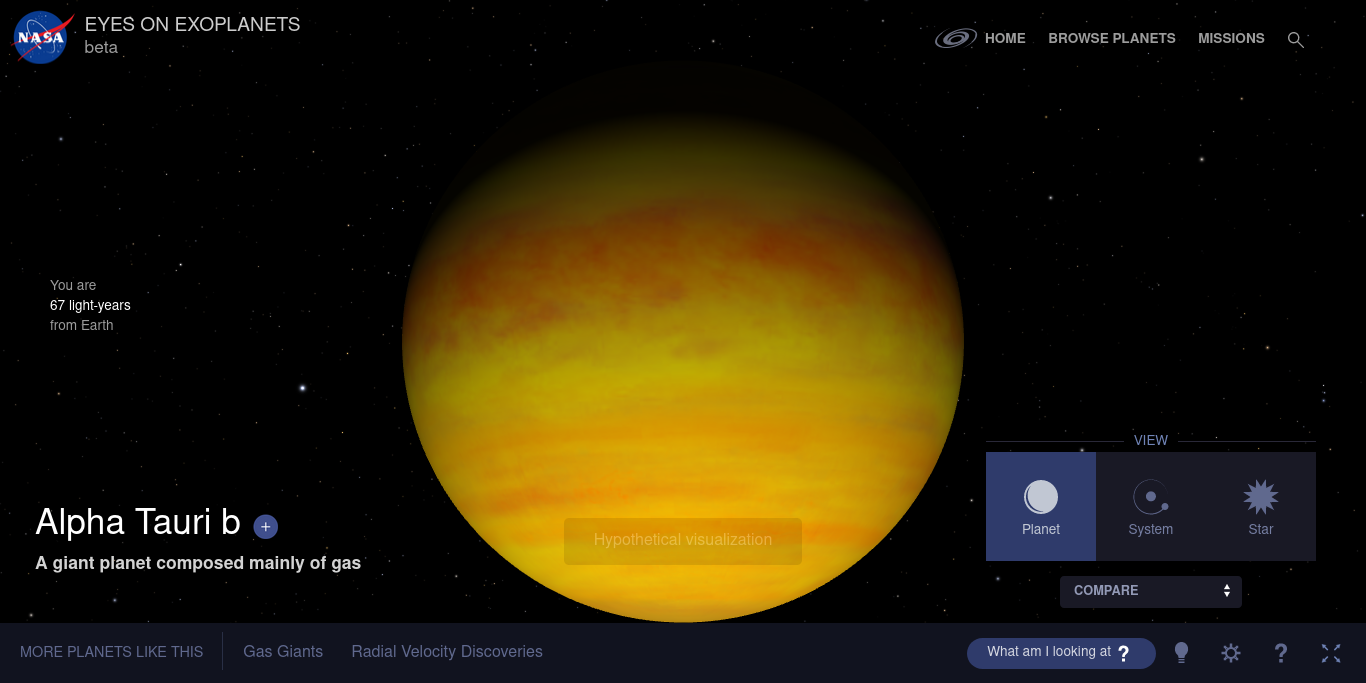 NASA
EYES ON EXOPLANETS
beta
HOME
BROWSE PLANETS
MISSIONS
You are
67 light-years
from Earth
VIEW
Planet
System
Star
Alpha Tauri b +
A giant planet composed mainly of gas
Hypothetical visualization
COMPARE
MORE PLANETS LIKE THIS
Gas Giants
Radial Velocity Discoveries
What am I looking at ?
?